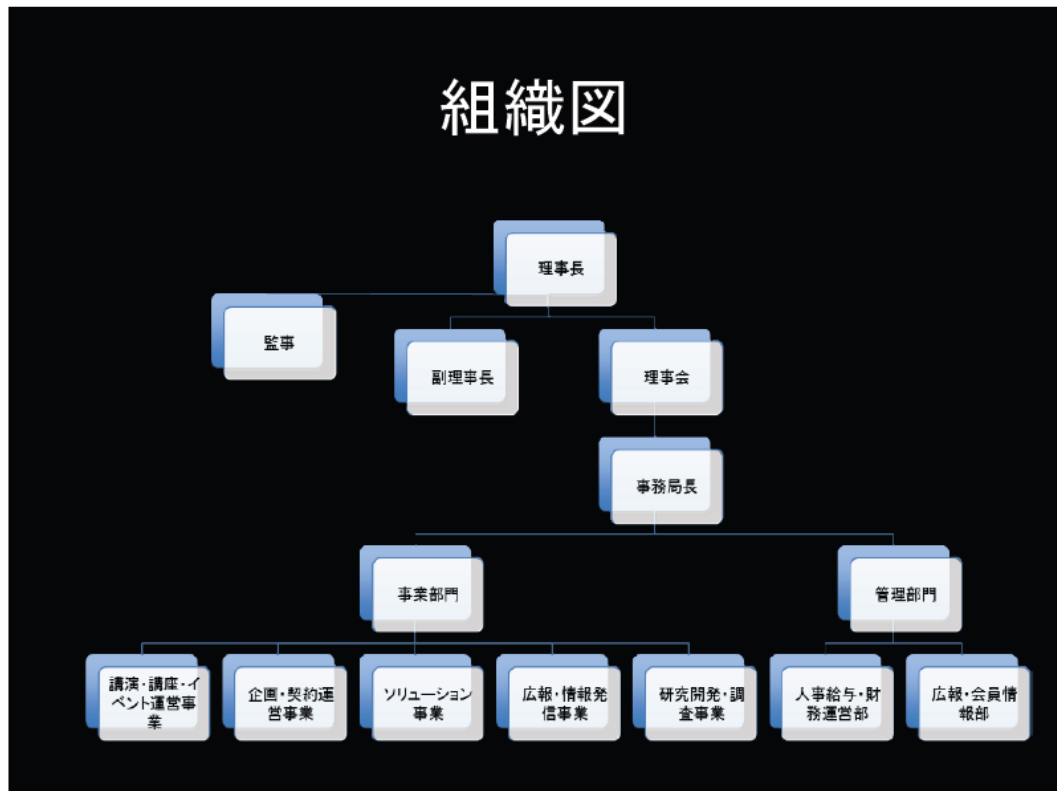 組織図
理事長
監事
副理事長
理事会
事務局長
事業部門
管理部門
講演・講座・イ
ベント運営事
業
企画・契約運
営事業
ソリューション
事業
広報・情報発
信事業
研究開発・調
査事業
人事給与・財
務運営部
広報・会員情
報部